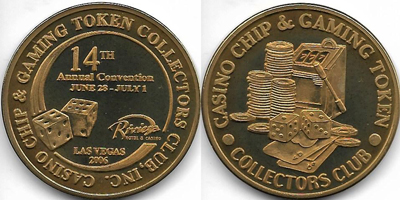 CASINO CHIP & GAMING TOKEN COLLECTORS CLUB, INC.
14TH
Annual Convention
JUNE 28 - JULY 1
Riviera
HOTEL & CASINO
LAS VEGAS
2006
CASINO CHIP & GAMING TOKEN
• COLLECTORS CLUB •
777